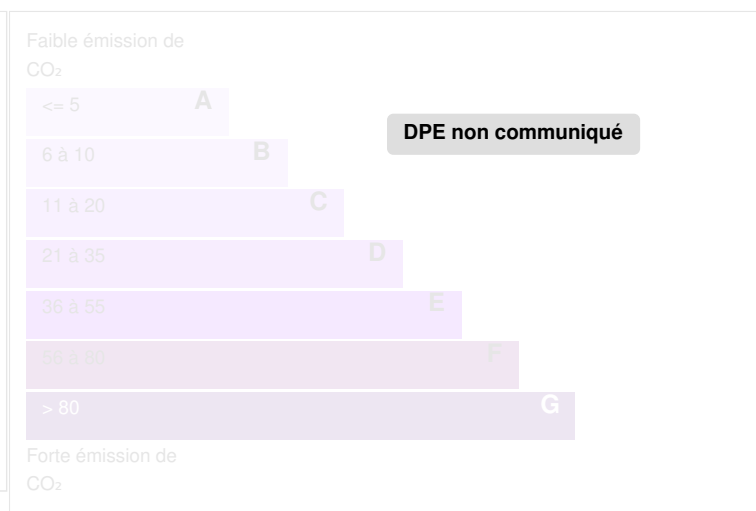 Faible émission de
CO₂
<= 5 A
DPE non communiqué
6 à 10 B
11 à 20 C
21 à 35 D
36 à 55 E
56 à 80 F
> 80 G
Forte émission de
CO₂